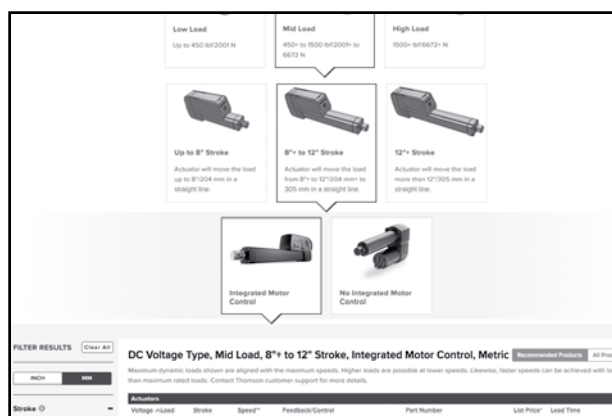 Low Load
Mid Load
High Load
Up to 450 lbf/2001 N
450+ to 1500 lbf/2001+ to
6672 N
1500+ lbf/6672+ N
Up to 8" Stroke
Actuator will move the load
up to 8"/204 mm in a
straight line.
8"+ to 12" Stroke
Actuator will move the load
from 8"+ to 12"/204 mm+ to
305 mm in a straight line.
12"+ Stroke
Actuator will move the load
more than 12"/305 mm in a
straight line.
Integrated Motor
Control
No Integrated Motor
Control
FILTER RESULTS
Clear All
INCH
MM
Stroke
DC Voltage Type, Mid Load, 8"+ to 12" Stroke, Integrated Motor Control, Metric
Recommended Products
All Prod
Maximum dynamic loads shown are aligned with the maximum speeds. Higher loads are possible at lower speeds. Likewise, faster speeds can be achieved with lo
then maximum rated loads. Contact Thomson customer support for more details.
Actuators
Voltage
Load
Stroke
Speed**
Feedback/Control
Part Number
List Price*
Lead Time